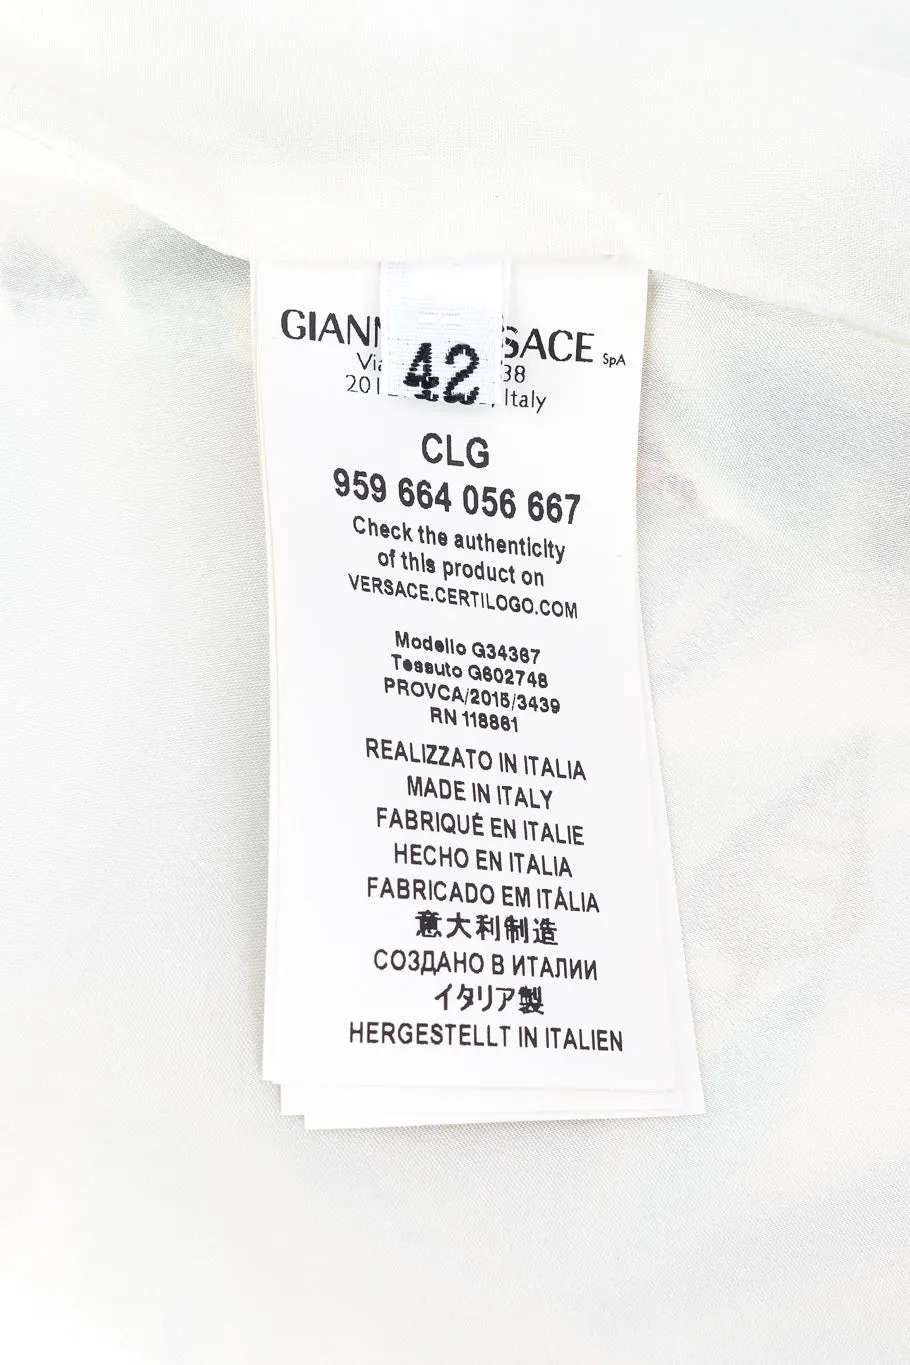 GIANN
SACE SpA
42
38
Italy
CLG
959 664 056 667
Check the authenticity
of this product on
VERSACE.CERTILOGO.COM
Modello G34367
Tessuto G602748
PROVCA/2015/3439
RN 118861
REALIZZATO IN ITALIA
MADE IN ITALY
FABRIQUÉ EN ITALIE
HECHO EN ITALIA
FABRICADO EM ITÁLIA
意大利制造
СОЗДАНО В ИТАЛИИ
イタリア製
HERGESTELLT IN ITALIEN